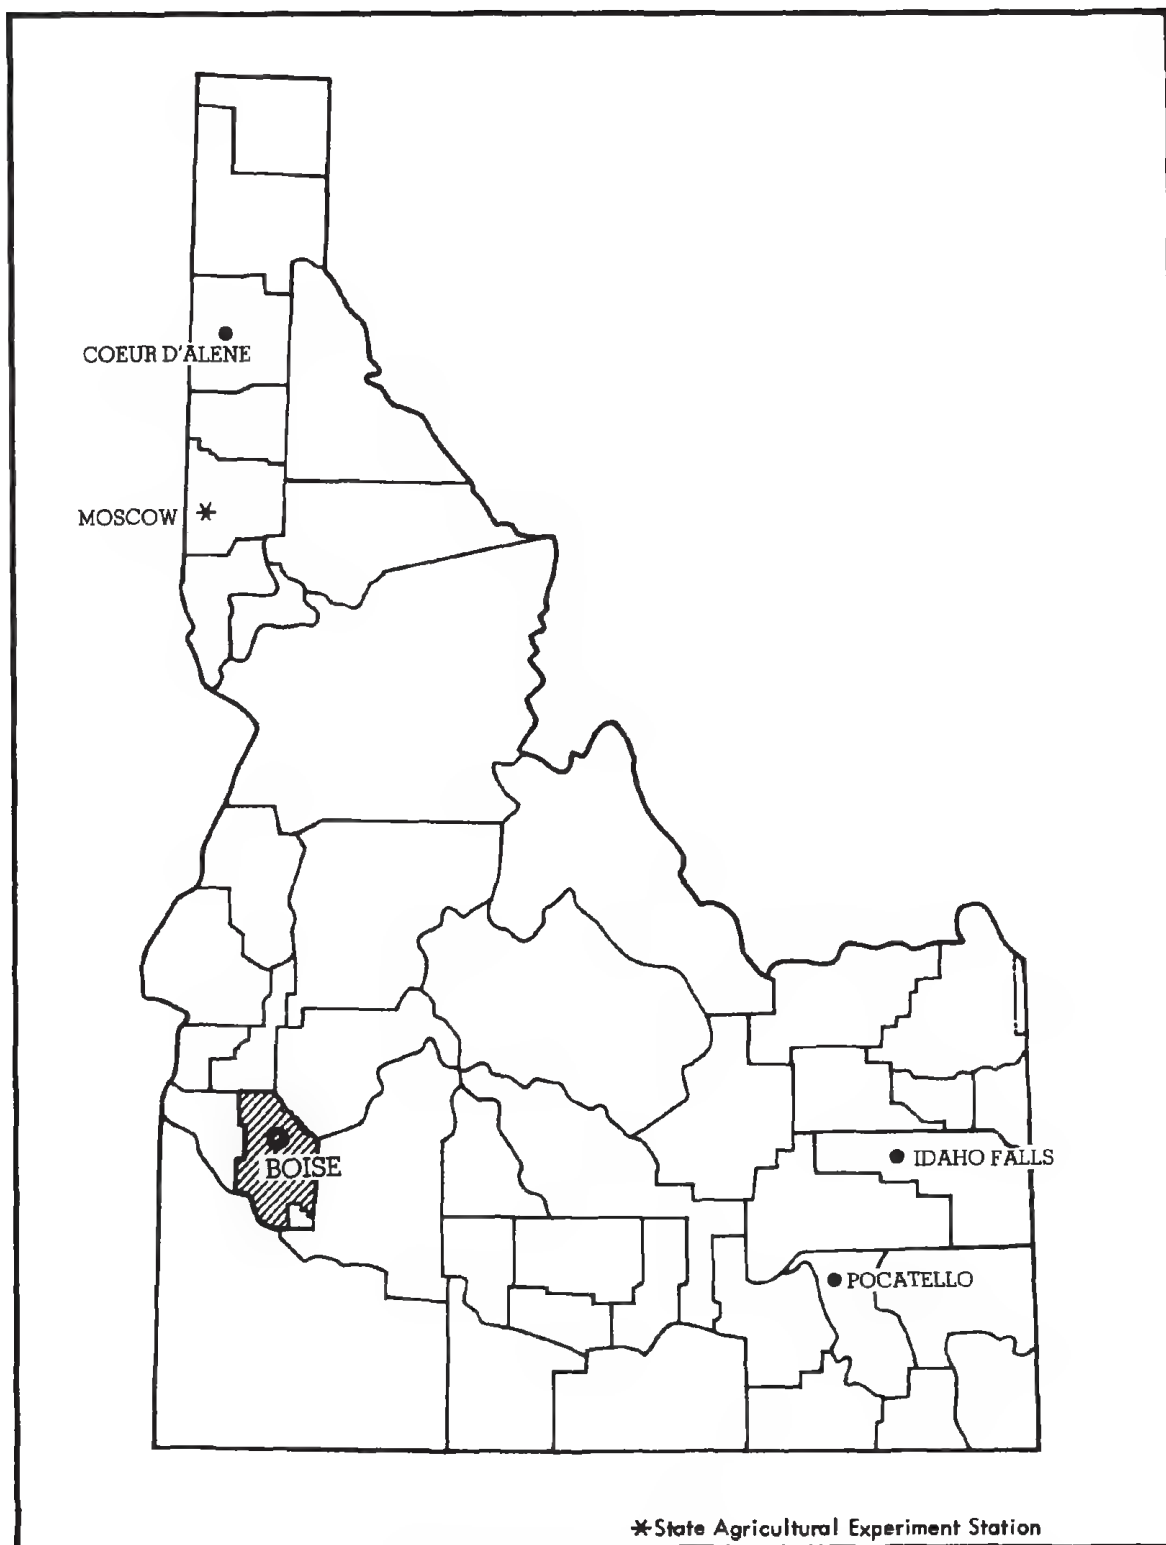 COEUR D'ALENE
MOSCOW
BOISE
IDAHO FALLS
POCATELLO
*State Agricultural Experiment Station